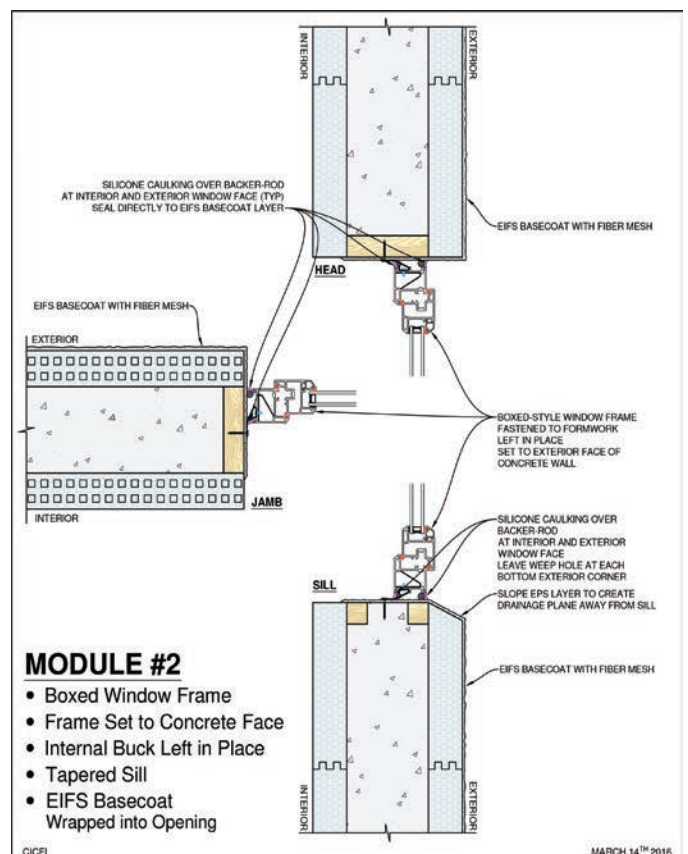 INTERIOR
EXTERIOR
SILICONE CAULKING OVER BACKER-ROD
AT INTERIOR AND EXTERIOR WINDOW FACE (TYP)
SEAL DIRECTLY TO EIFS BASECOAT LAYER
EIFS BASECOAT WITH FIBER MESH
HEAD
EIFS BASECOAT WITH FIBER MESH
EXTERIOR
BOXED-STYLE WINDOW FRAME
FASTENED TO FORMWORK
LEFT IN PLACE
SET TO EXTERIOR FACE OF
CONCRETE WALL
JAMB
INTERIOR
SILICONE CAULKING OVER
BACKER-ROD
AT INTERIOR AND EXTERIOR
WINDOW FACE
LEAVE WEEP HOLE AT EACH
BOTTOM EXTERIOR CORNER
SILL
SLOPE EPS LAYER TO CREATE
DRAINAGE PLANE AWAY FROM SILL
EIFS BASECOAT WITH FIBER MESH
MODULE #2
• Boxed Window Frame
• Frame Set to Concrete Face
• Internal Buck Left in Place
• Tapered Sill
• EIFS Basecoat
Wrapped into Opening
INTERIOR
EXTERIOR
MARCH 14TH 2016